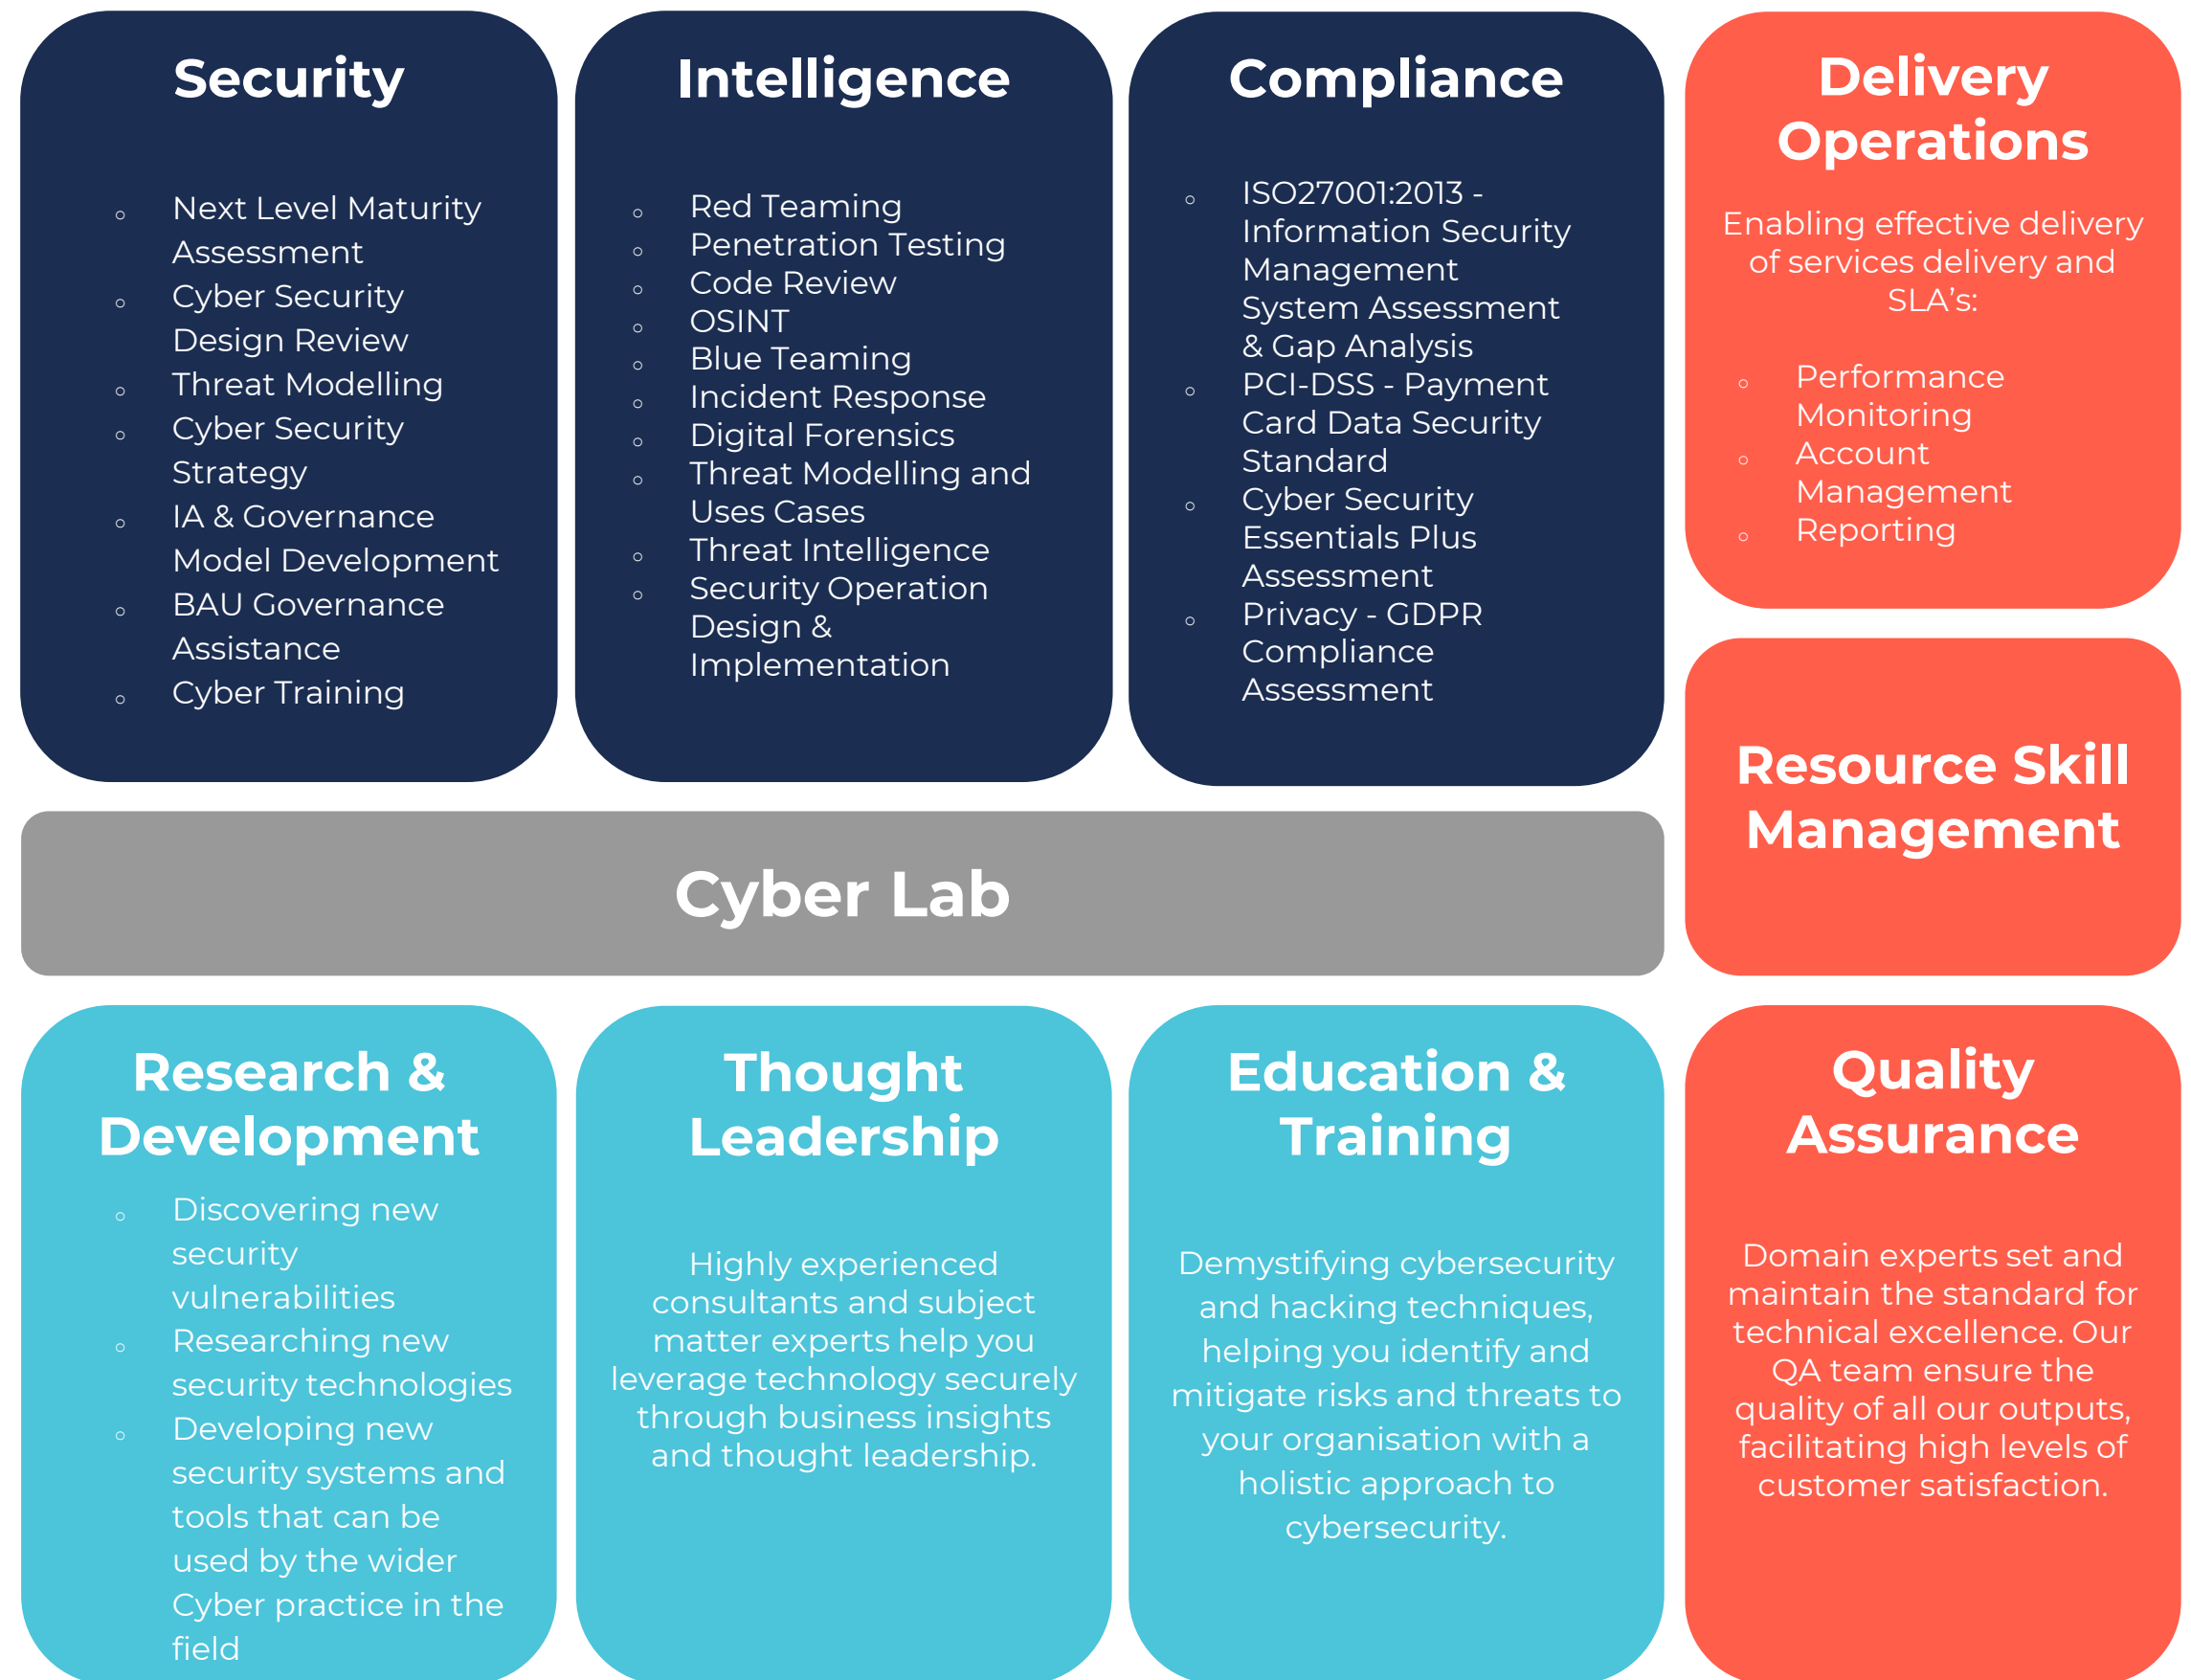 Security
Next Level Maturity
Assessment
Cyber Security
Design Review
Threat Modelling
Cyber Security
Strategy
IA & Governance
Model Development
BAU Governance
Assistance
Cyber Training
Intelligence
Red Teaming
Penetration Testing
Code Review
OSINT
Blue Teaming
Incident Response
Digital Forensics
Threat Modelling and
Uses Cases
Threat Intelligence
Security Operation
Design &
Implementation
Compliance
ISO27001:2013 -
Information Security
Management
System Assessment
& Gap Analysis
PCI-DSS - Payment
Card Data Security
Standard
Cyber Security
Essentials Plus
Assessment
Privacy - GDPR
Compliance
Assessment
Delivery
Operations
Enabling effective delivery
of services delivery and
SLA’s:
Performance
Monitoring
Account
Management
Reporting
Resource Skill
Management
Cyber Lab
Research &
Development
Discovering new
security
vulnerabilities
Researching new
security technologies
Developing new
security systems and
tools that can be
used by the wider
Cyber practice in the
field
Thought
Leadership
Highly experienced
consultants and subject
matter experts help you
leverage technology securely
through business insights
and thought leadership.
Education &
Training
Demystifying cybersecurity
and hacking techniques,
helping you identify and
mitigate risks and threats to
your organisation with a
holistic approach to
cybersecurity.
Quality
Assurance
Domain experts set and
maintain the standard for
technical excellence. Our
QA team ensure the
quality of all our outputs,
facilitating high levels of
customer satisfaction.